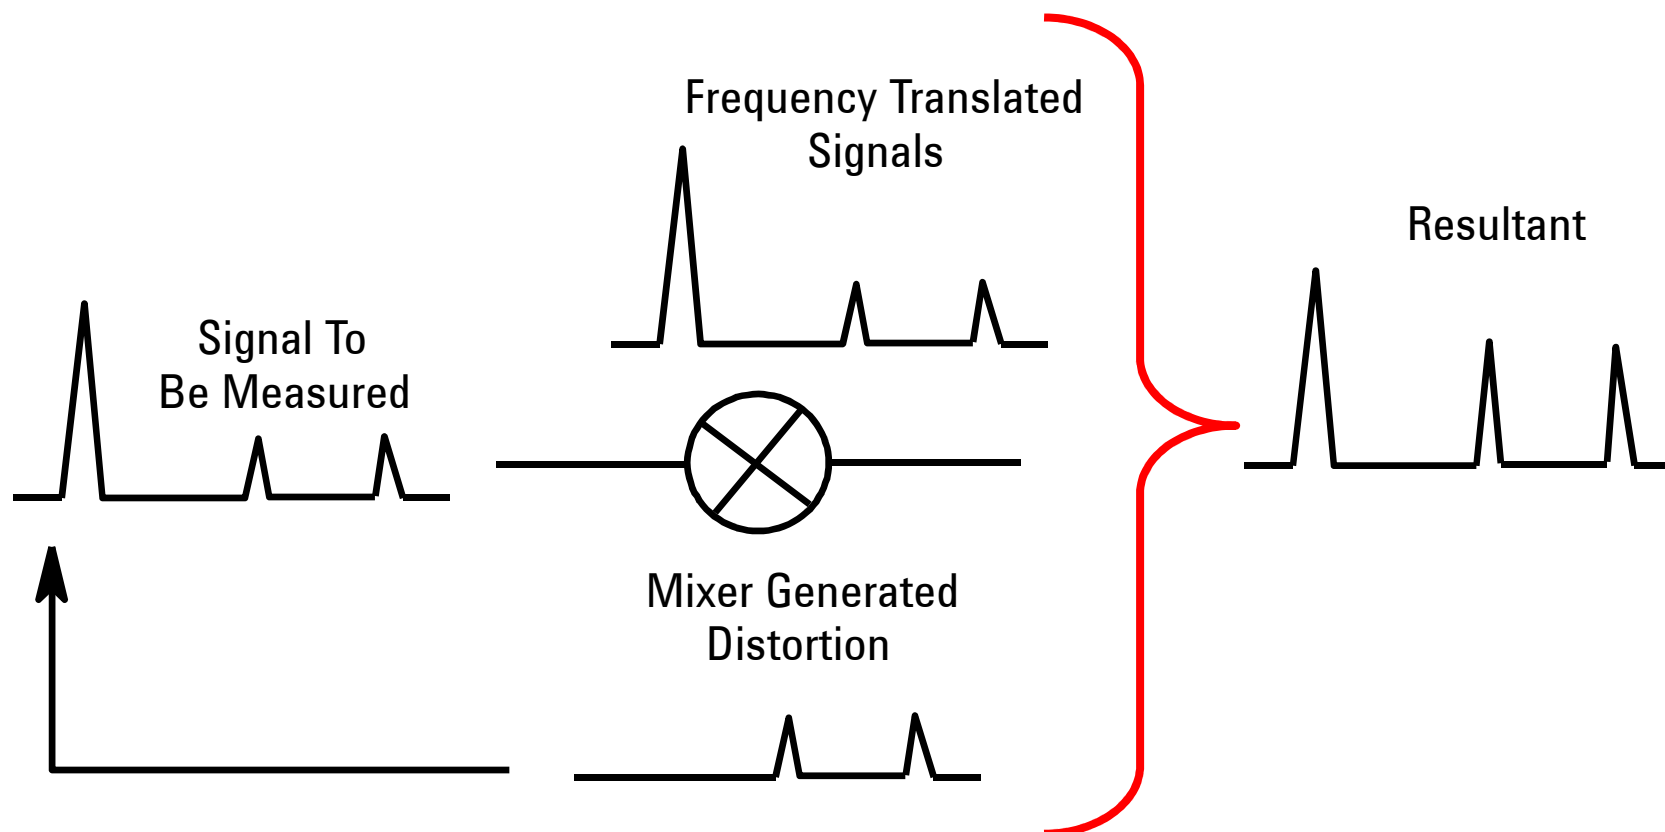 Frequency Translated
Signals
Resultant
Signal To
Be Measured
Mixer Generated
Distortion